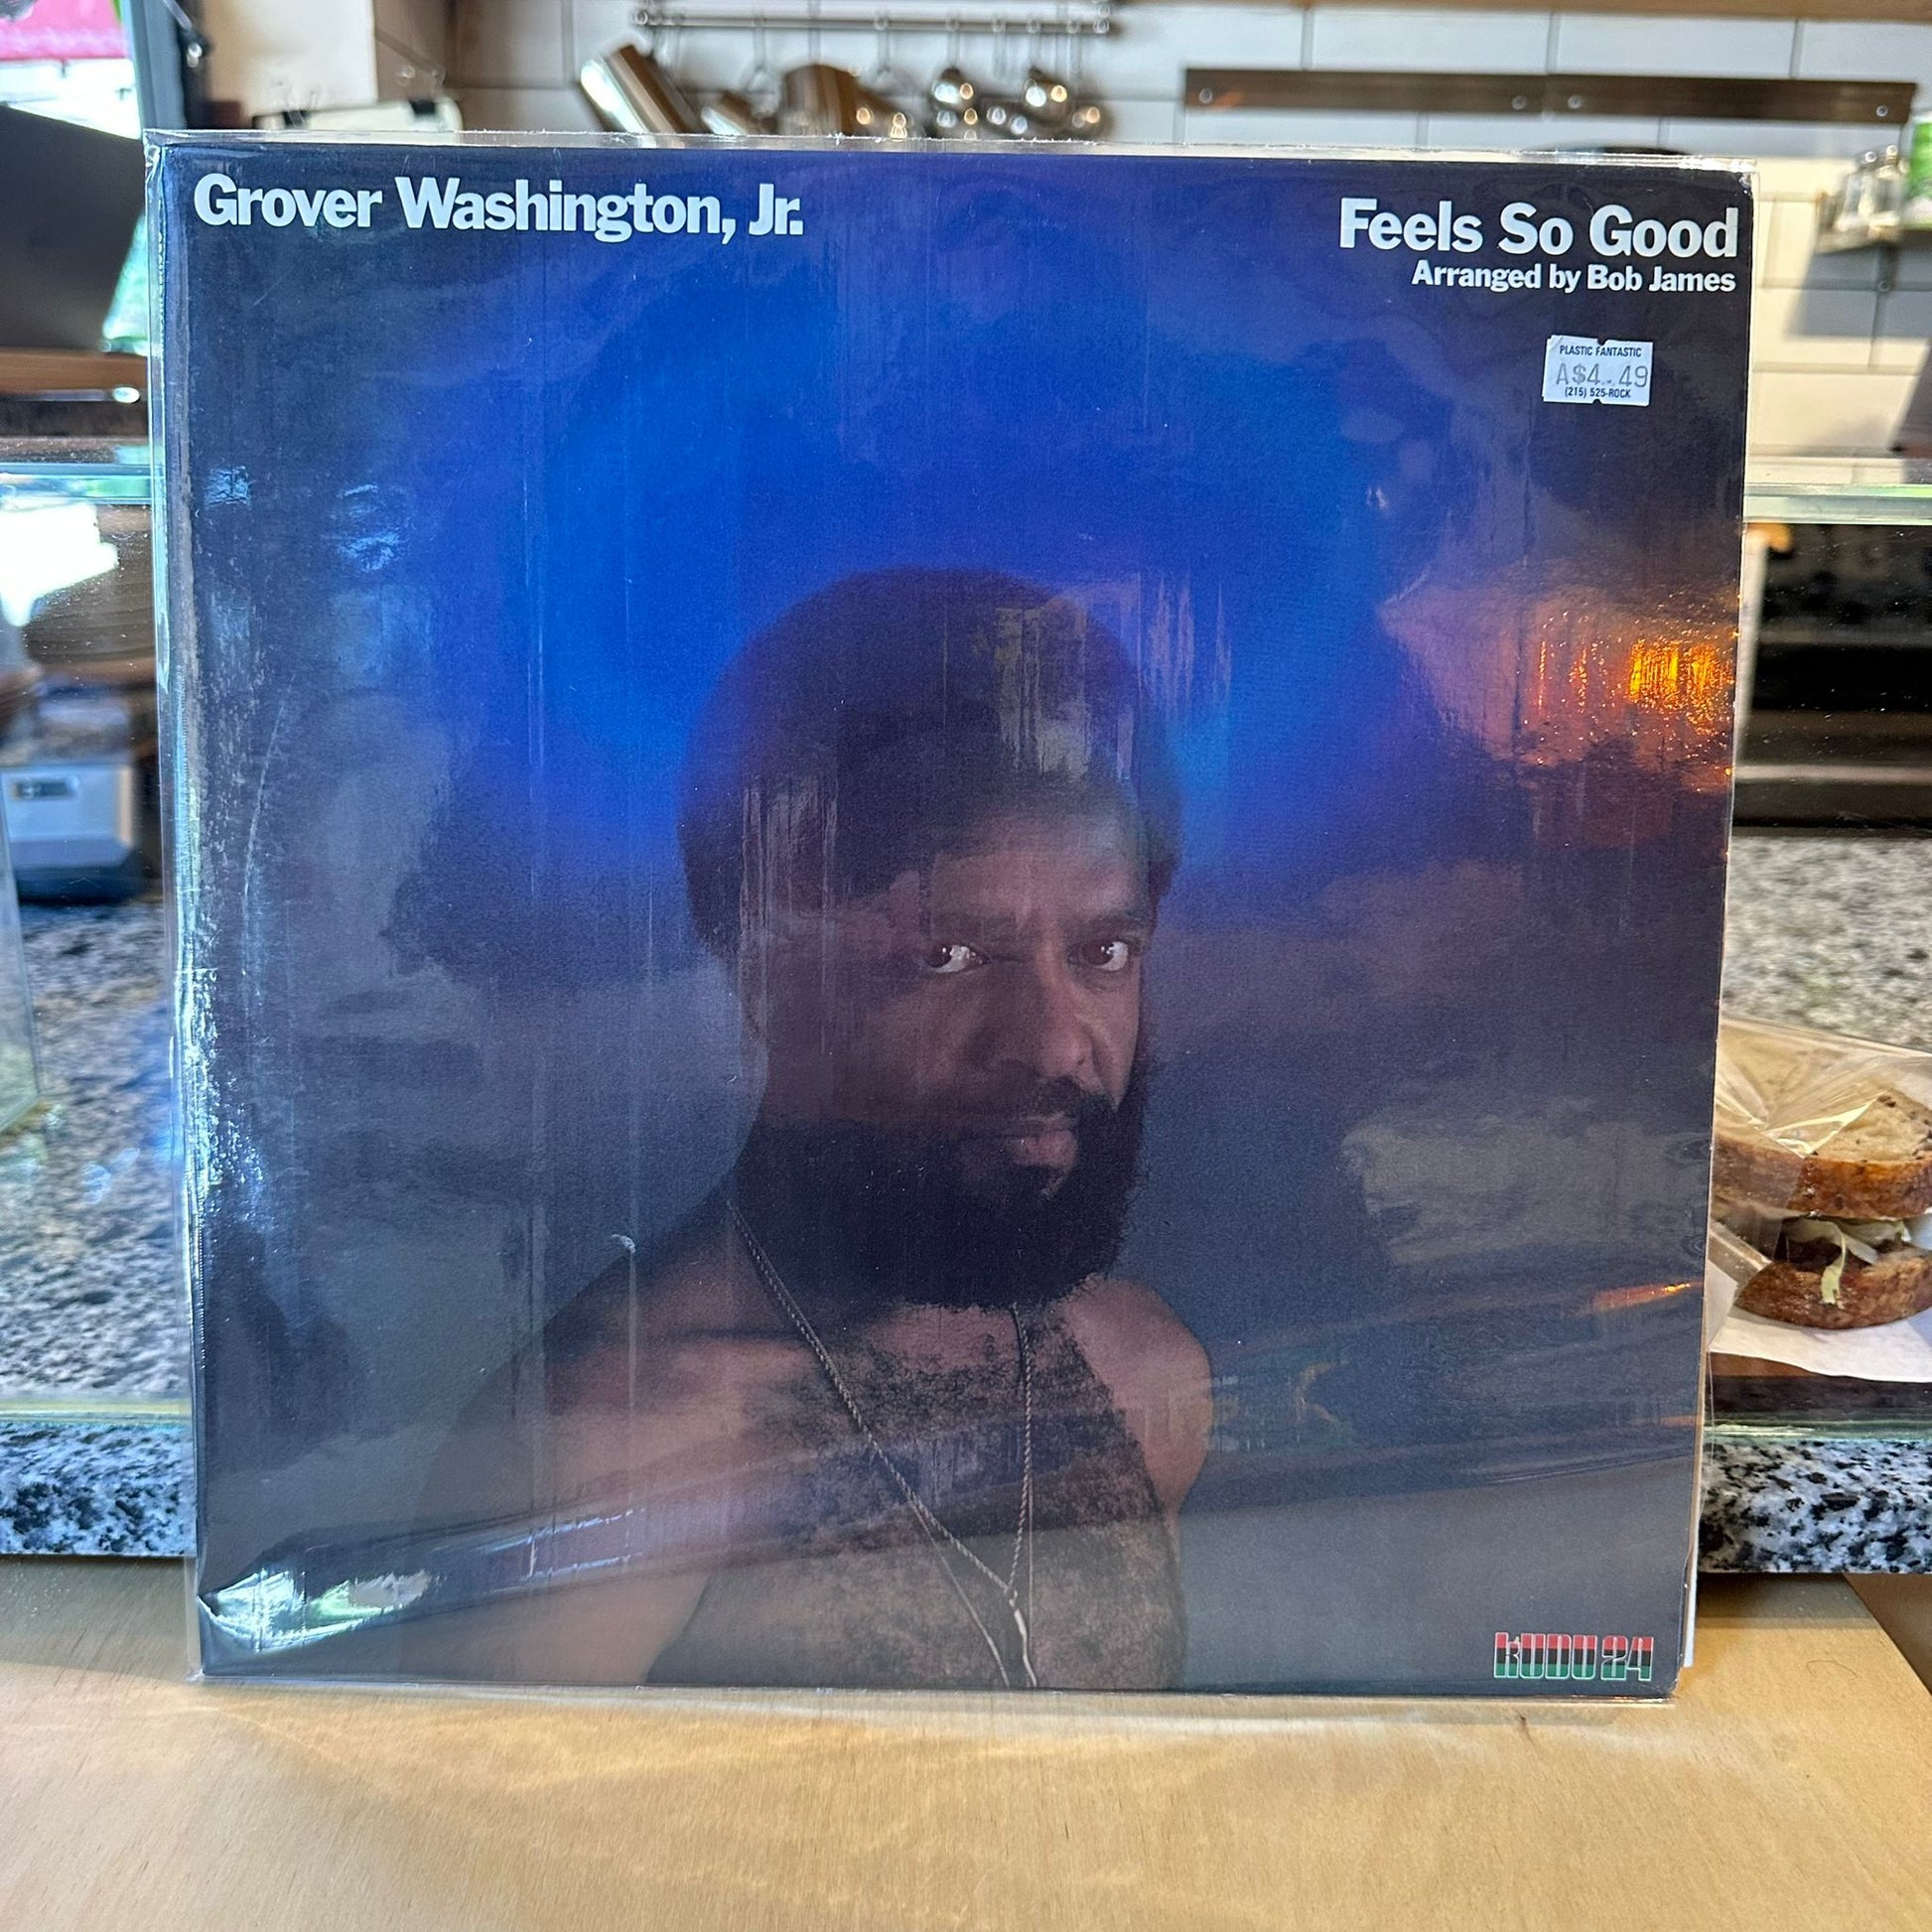 Grover Washington, Jr.
Feels So Good
Arranged by Bob James
PLASTIC FANTASTIC
A$4.49
(215) 525-ROCK
KUDU 24